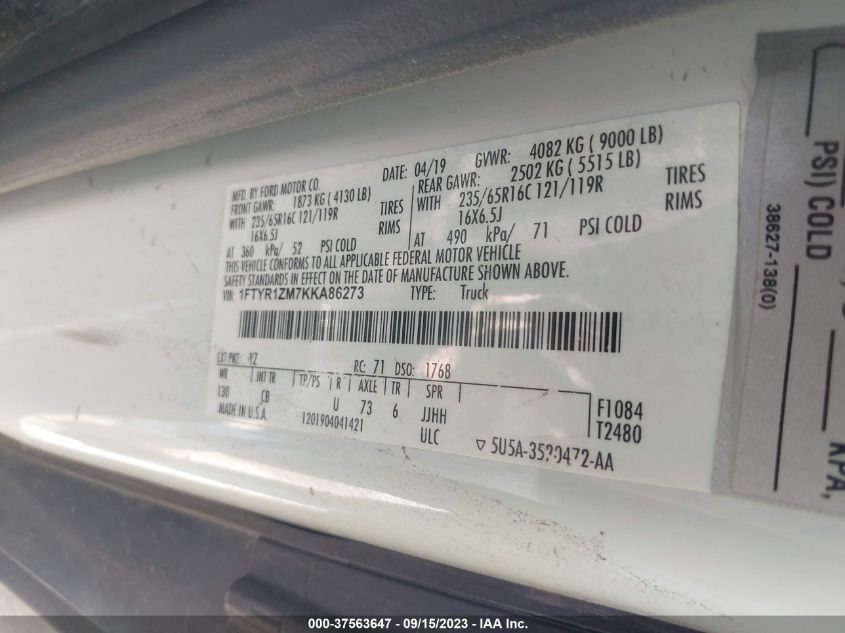 MFD. BY FORD MOTOR CO.
DATE: 04/19 GVWR: 4082 KG ( 9000 LB)
FRONT GAWR: 1873 KG ( 4130 LB) REAR GAWR: 2502 KG ( 5515 LB)
WITH 235/65R16C 121/119R TIRES WITH 235/65R16C 121/119R TIRES
16X6.5J RIMS 16X6.5J RIMS
AT 360 kPa/ 52 PSI COLD AT 490 kPa/ 71 PSI COLD
THIS VEHICLE CONFORMS TO ALL APPLICABLE FEDERAL MOTOR VEHICLE
SAFETY STANDARDS IN EFFECT ON THE DATE OF MANUFACTURE SHOWN ABOVE.
VIN: 1FTYR1ZM7KKA86273 TYPE: Truck
EXT PNT: YZ RC: 71 DSO: 1768
WB INT TR TP/PS R AXLE TR SPR
130 CB U 73 6 JJHH F1084
MADE IN U.S.A. 1201904041421 ULC T2480
5U5A-3520472-AA
PSI) COLD
38627-138(0)
KPA,
000-37563647 - 09/15/2023 - IAA Inc.